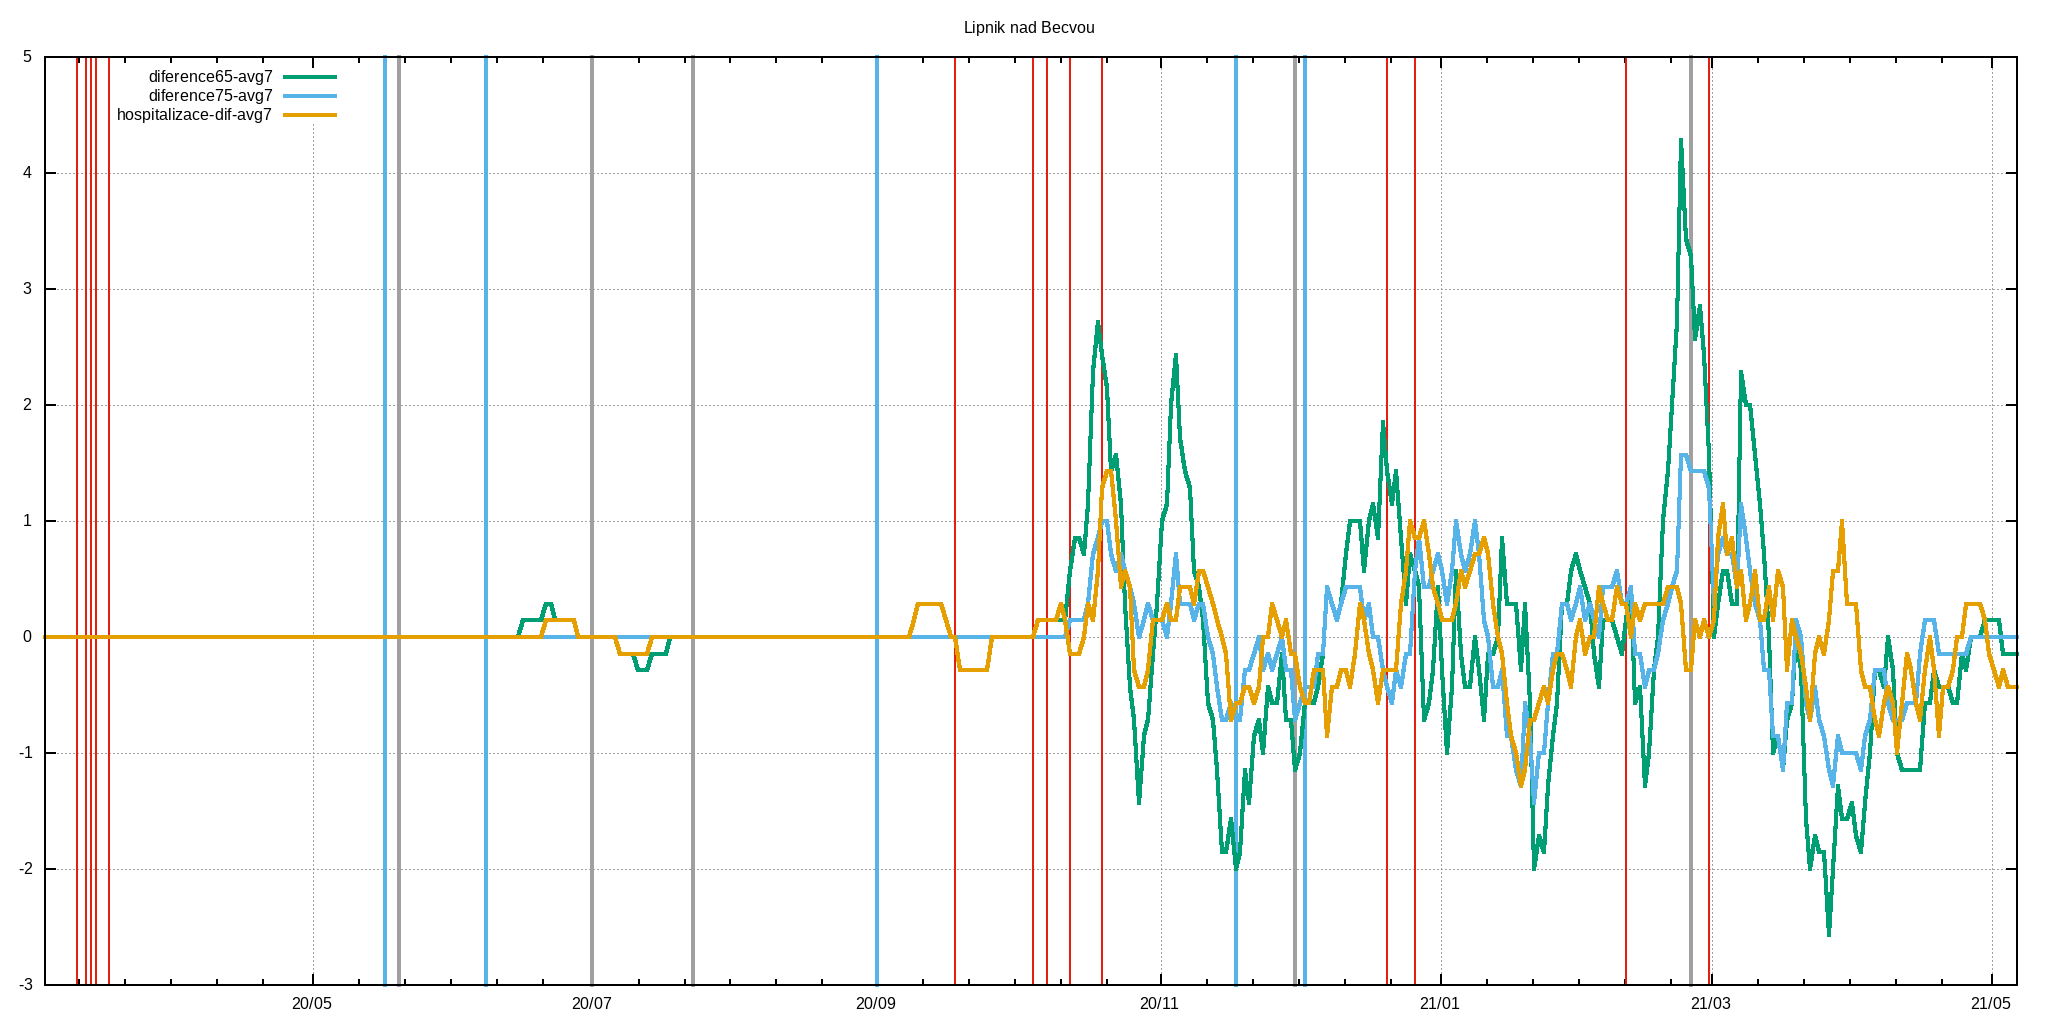 Lipnik nad Becvou
diference65-avg7
diference75-avg7
hospitalizace-dif-avg7
5
4
3
2
1
0
-1
-2
-3
20/05 20/07 20/09 20/11 21/01 21/03 21/05